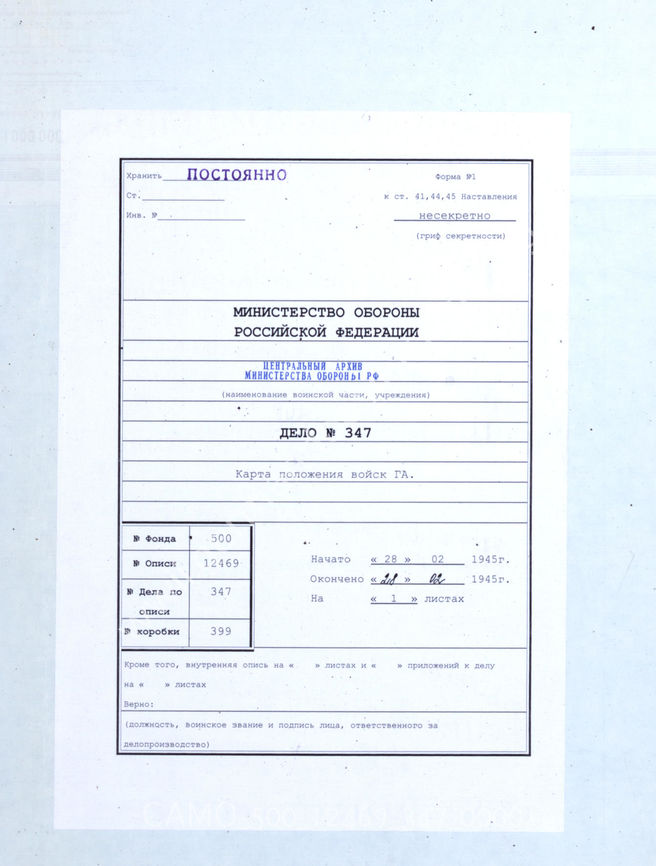 Хранить ПОСТОЯННО
Форма №1
Ст.
к ст. 41,44,45 Наставления
Инв. №
несекретно
(гриф секретности)
МИНИСТЕРСТВО ОБОРОНЫ
РОССИЙСКОЙ ФЕДЕРАЦИИ
ЦЕНТРАЛЬНЫЙ АРХИВ
МИНИСТЕРСТВА ОБОРОНЫ РФ
(наименование воинской части, учреждения)
ДЕЛО № 347
Карта положения войск ГА.
№ Фонда 500
№ Описи 12469
№ Дела по описи 347
№ коробки 399
Начато « 28 » 02 1945г.
Окончено « 28 » 02 1945г.
На « 1 » листах
Кроме того, внутренняя опись на « » листах и « » приложений к делу
на « » листах
Верно:
(должность, воинское звание и подпись лица, ответственного за
делопроизводство)